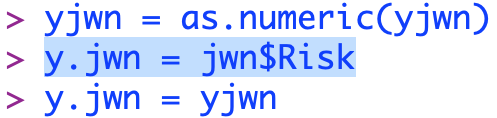 > yjwn = as.numeric(yjwn)
> y.jwn = jwn$Risk
> y.jwn = yjwn